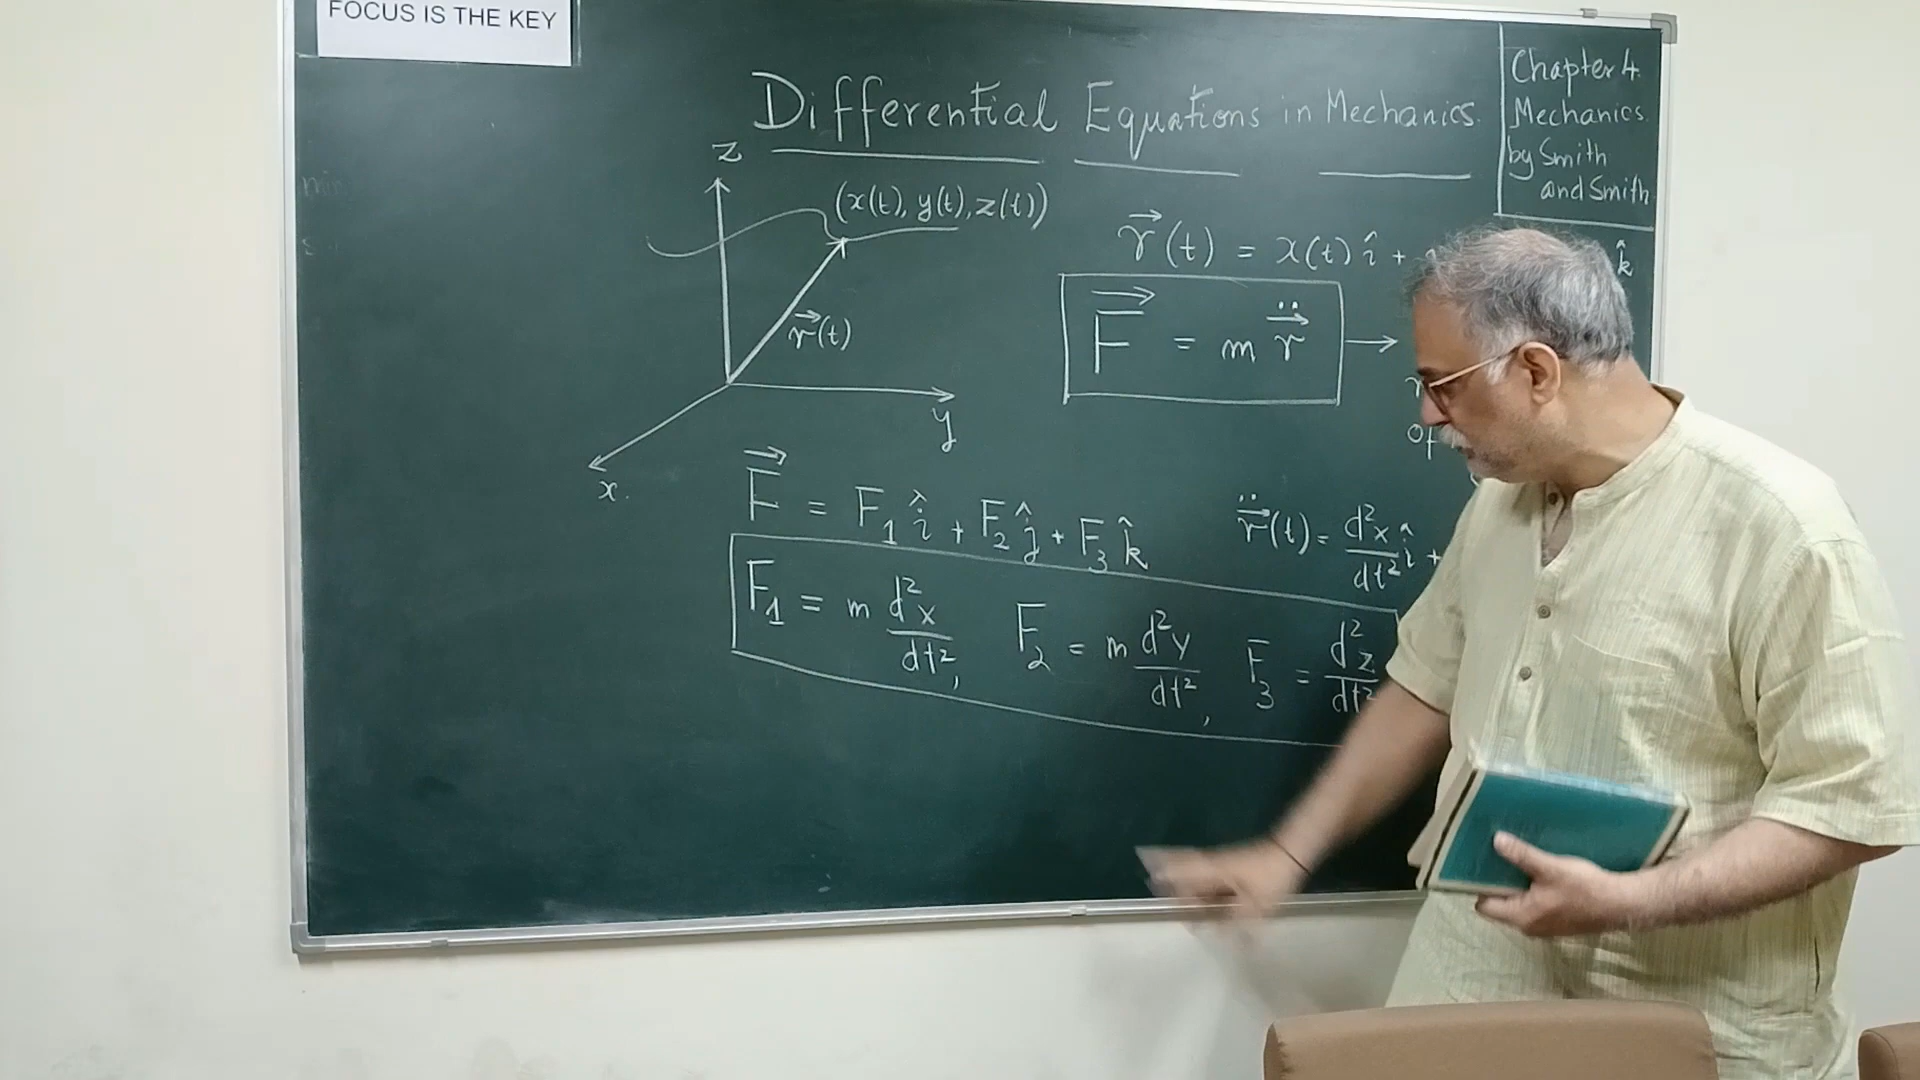 FOCUS IS THE KEY
Differential Equations in Mechanics
Chapter 4
Mechanics
by Smith
and Smith
z
(x(t), y(t), z(t))
r⃗(t)
y
x
r⃗(t) = x(t) î + k̂
F⃗ = m r⃗̈ →
of
F⃗ = F₁ î + F₂ ĵ + F₃ k̂
r⃗̈(t) = d²x/dt² î +
F₁ = m d²x/dt², F₂ = m d²y/dt², F₃ = d²z/dt²